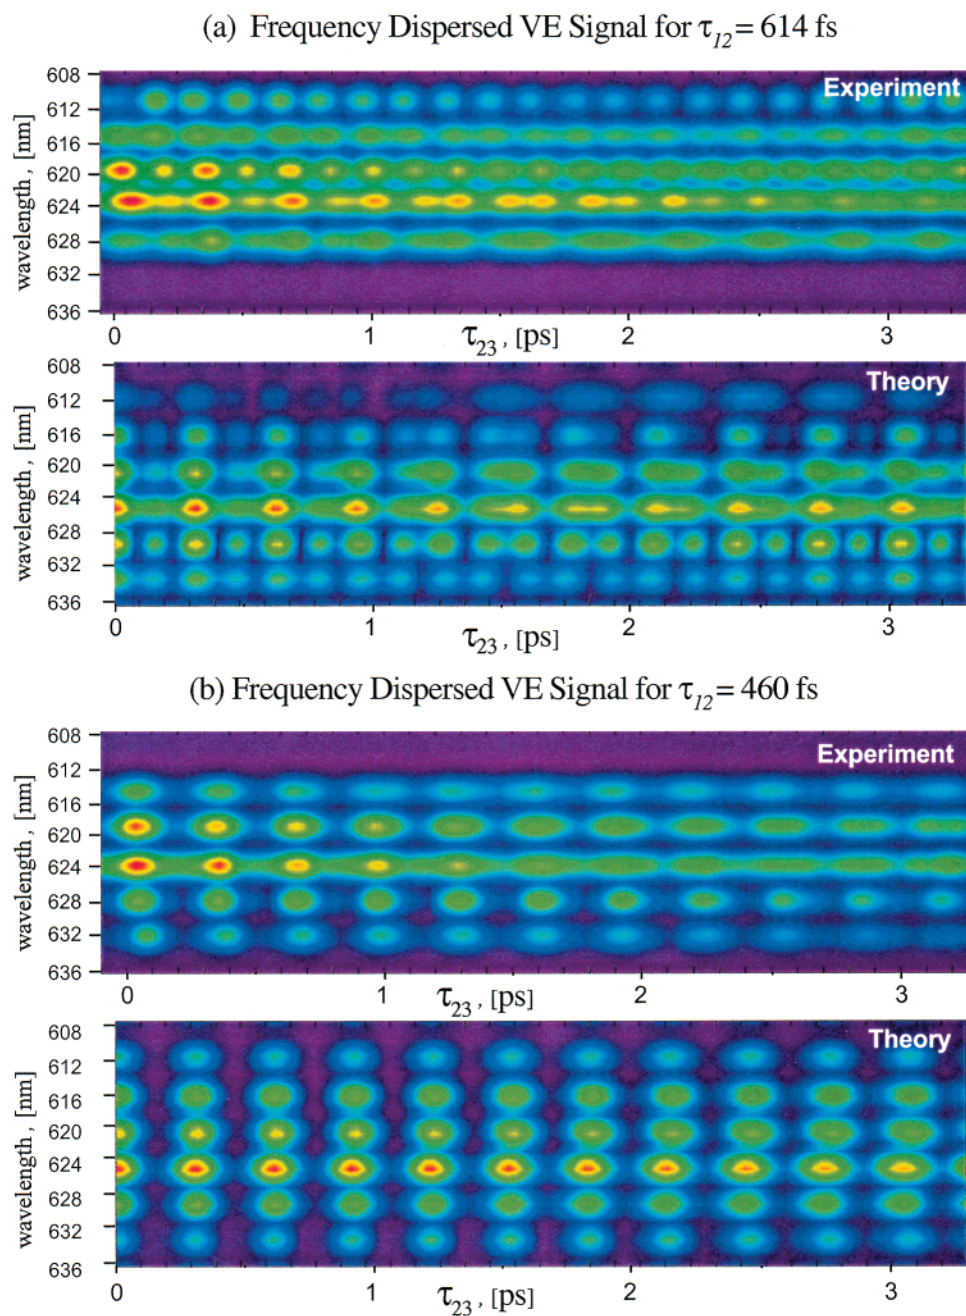 (a) Frequency Dispersed VE Signal for τ12 = 614 fs
Experiment
wavelength, [nm]
608
612
616
620
624
628
632
636
0 1 2 3
τ23, [ps]
Theory
wavelength, [nm]
608
612
616
620
624
628
632
636
0 1 2 3
τ23, [ps]
(b) Frequency Dispersed VE Signal for τ12 = 460 fs
Experiment
wavelength, [nm]
608
612
616
620
624
628
632
636
0 1 2 3
τ23, [ps]
Theory
wavelength, [nm]
608
612
616
620
624
628
632
636
0 1 2 3
τ23, [ps]